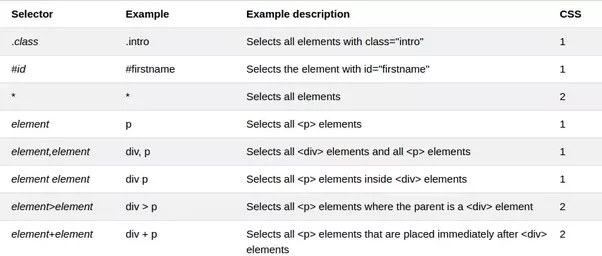 Selector Example Example description CSS
.class .intro Selects all elements with class="intro" 1
#id #firstname Selects the element with id="firstname" 1
* * Selects all elements 2
element p Selects all <p> elements 1
element,element div, p Selects all <div> elements and all <p> elements 1
element element div p Selects all <p> elements inside <div> elements 1
element>element div > p Selects all <p> elements where the parent is a <div> element 2
element+element div + p Selects all <p> elements that are placed immediately after <div> 2
elements